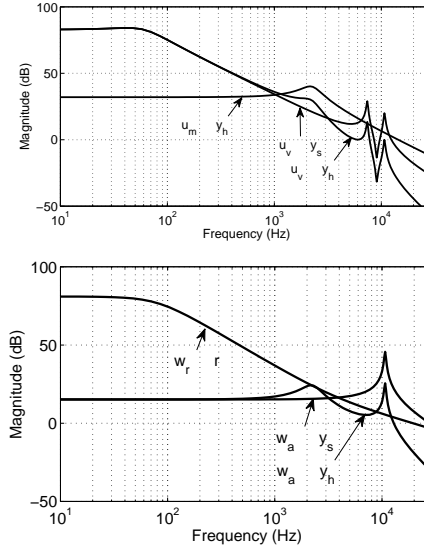 100
50
0
−50
Magnitude (dB)
u_m y_h
u_v y_s
u_v y_h
10^1 10^2 10^3 10^4
Frequency (Hz)
100
50
0
−50
Magnitude (dB)
w_r r
w_a y_s
w_a y_h
10^1 10^2 10^3 10^4
Frequency (Hz)